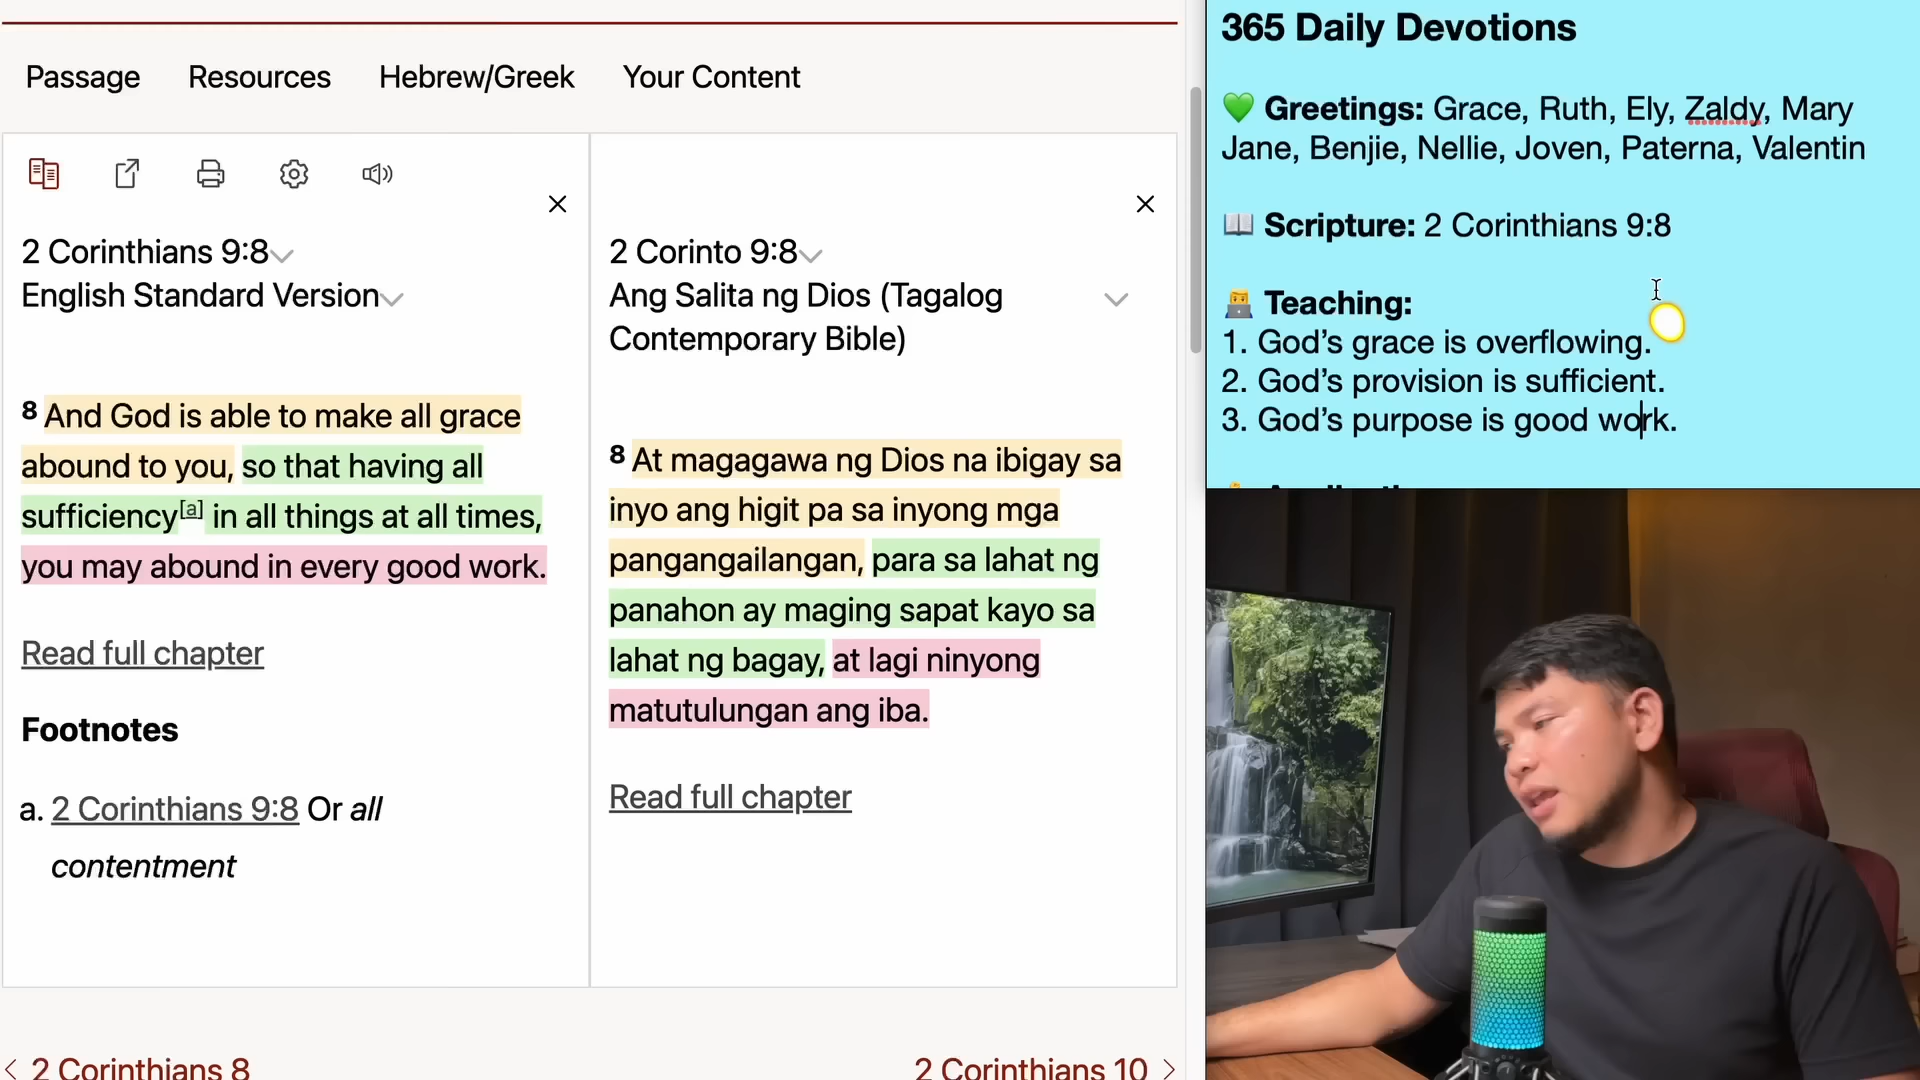 Passage Resources Hebrew/Greek Your Content
2 Corinthians 9:8
English Standard Version
8 And God is able to make all grace
abound to you, so that having all
sufficiency[a] in all things at all times,
you may abound in every good work.
Read full chapter
Footnotes
a. 2 Corinthians 9:8 Or all
contentment
2 Corinto 9:8
Ang Salita ng Dios (Tagalog
Contemporary Bible)
8 At magagawa ng Dios na ibigay sa
inyo ang higit pa sa inyong mga
pangangailangan, para sa lahat ng
panahon ay maging sapat kayo sa
lahat ng bagay, at lagi ninyong
matutulungan ang iba.
Read full chapter
2 Corinthians 8
2 Corinthians 10
365 Daily Devotions
💚 Greetings: Grace, Ruth, Ely, Zaldy, Mary
Jane, Benjie, Nellie, Joven, Paterna, Valentin
📖 Scripture: 2 Corinthians 9:8
👨‍💻 Teaching:
1. God’s grace is overflowing.
2. God’s provision is sufficient.
3. God’s purpose is good work.